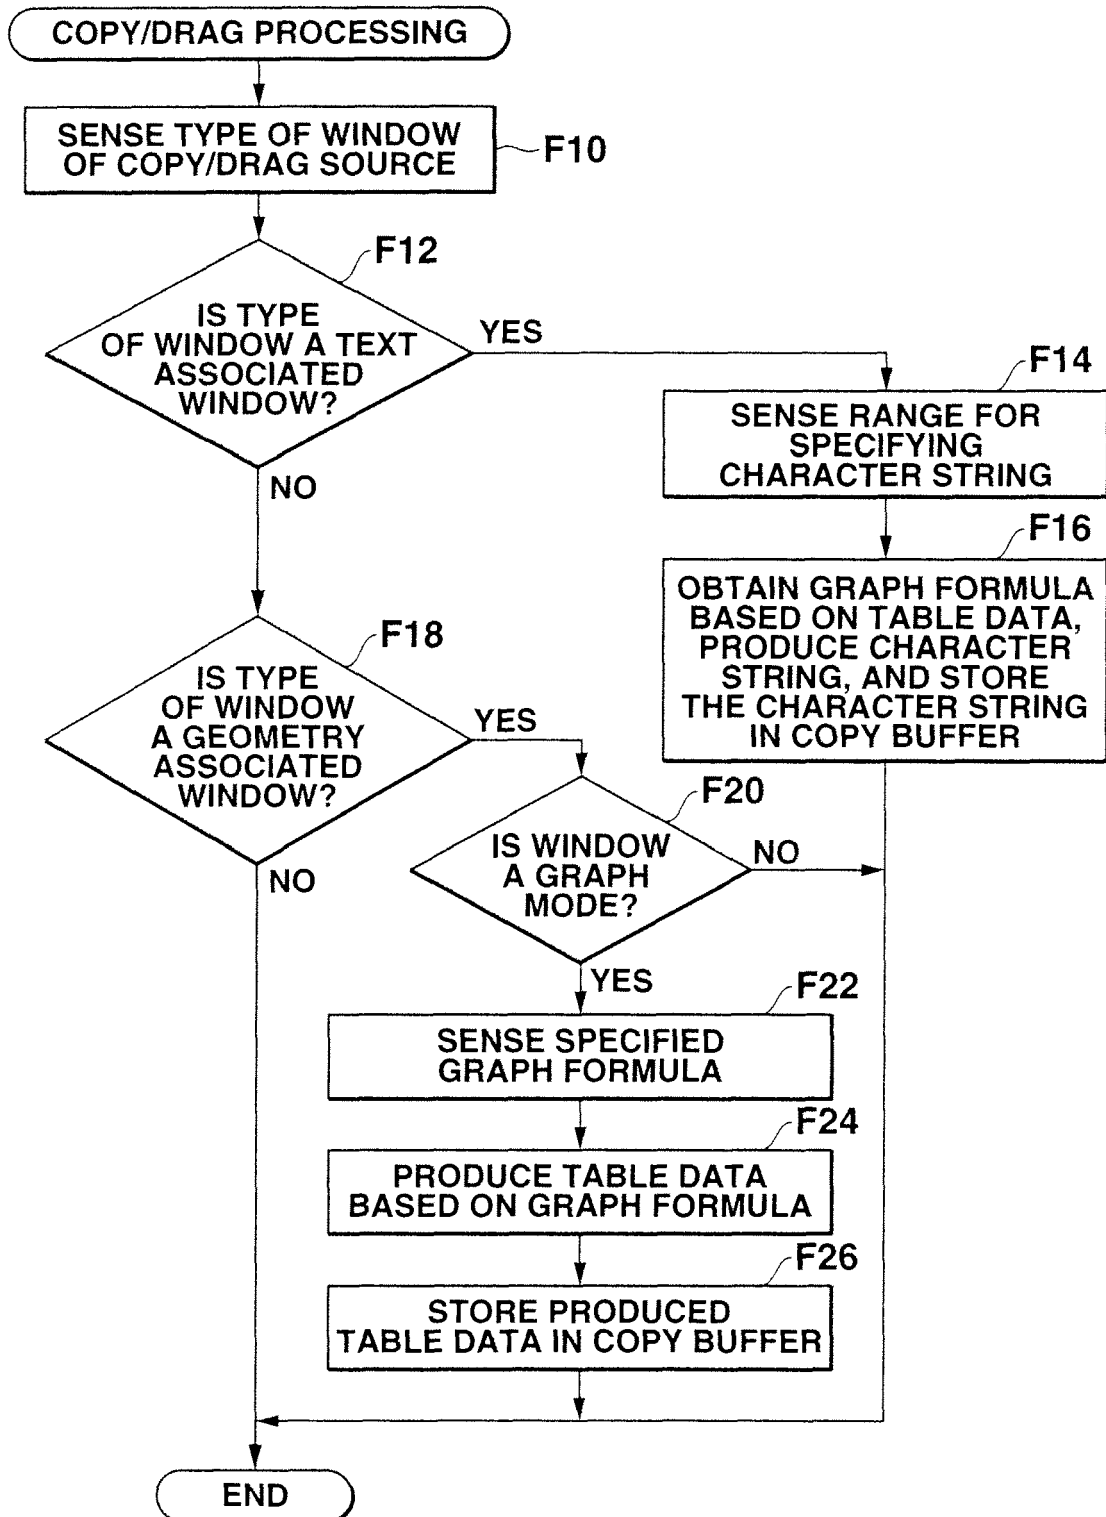 COPY/DRAG PROCESSING
SENSE TYPE OF WINDOW
OF COPY/DRAG SOURCE
F10
F12
IS TYPE
OF WINDOW A TEXT
ASSOCIATED
WINDOW?
YES
NO
F14
SENSE RANGE FOR
SPECIFYING
CHARACTER STRING
F16
OBTAIN GRAPH FORMULA
BASED ON TABLE DATA,
PRODUCE CHARACTER
STRING, AND STORE
THE CHARACTER STRING
IN COPY BUFFER
F18
IS TYPE
OF WINDOW
A GEOMETRY
ASSOCIATED
WINDOW?
YES
NO
F20
IS WINDOW
A GRAPH
MODE?
NO
YES
F22
SENSE SPECIFIED
GRAPH FORMULA
F24
PRODUCE TABLE DATA
BASED ON GRAPH FORMULA
F26
STORE PRODUCED
TABLE DATA IN COPY BUFFER
END